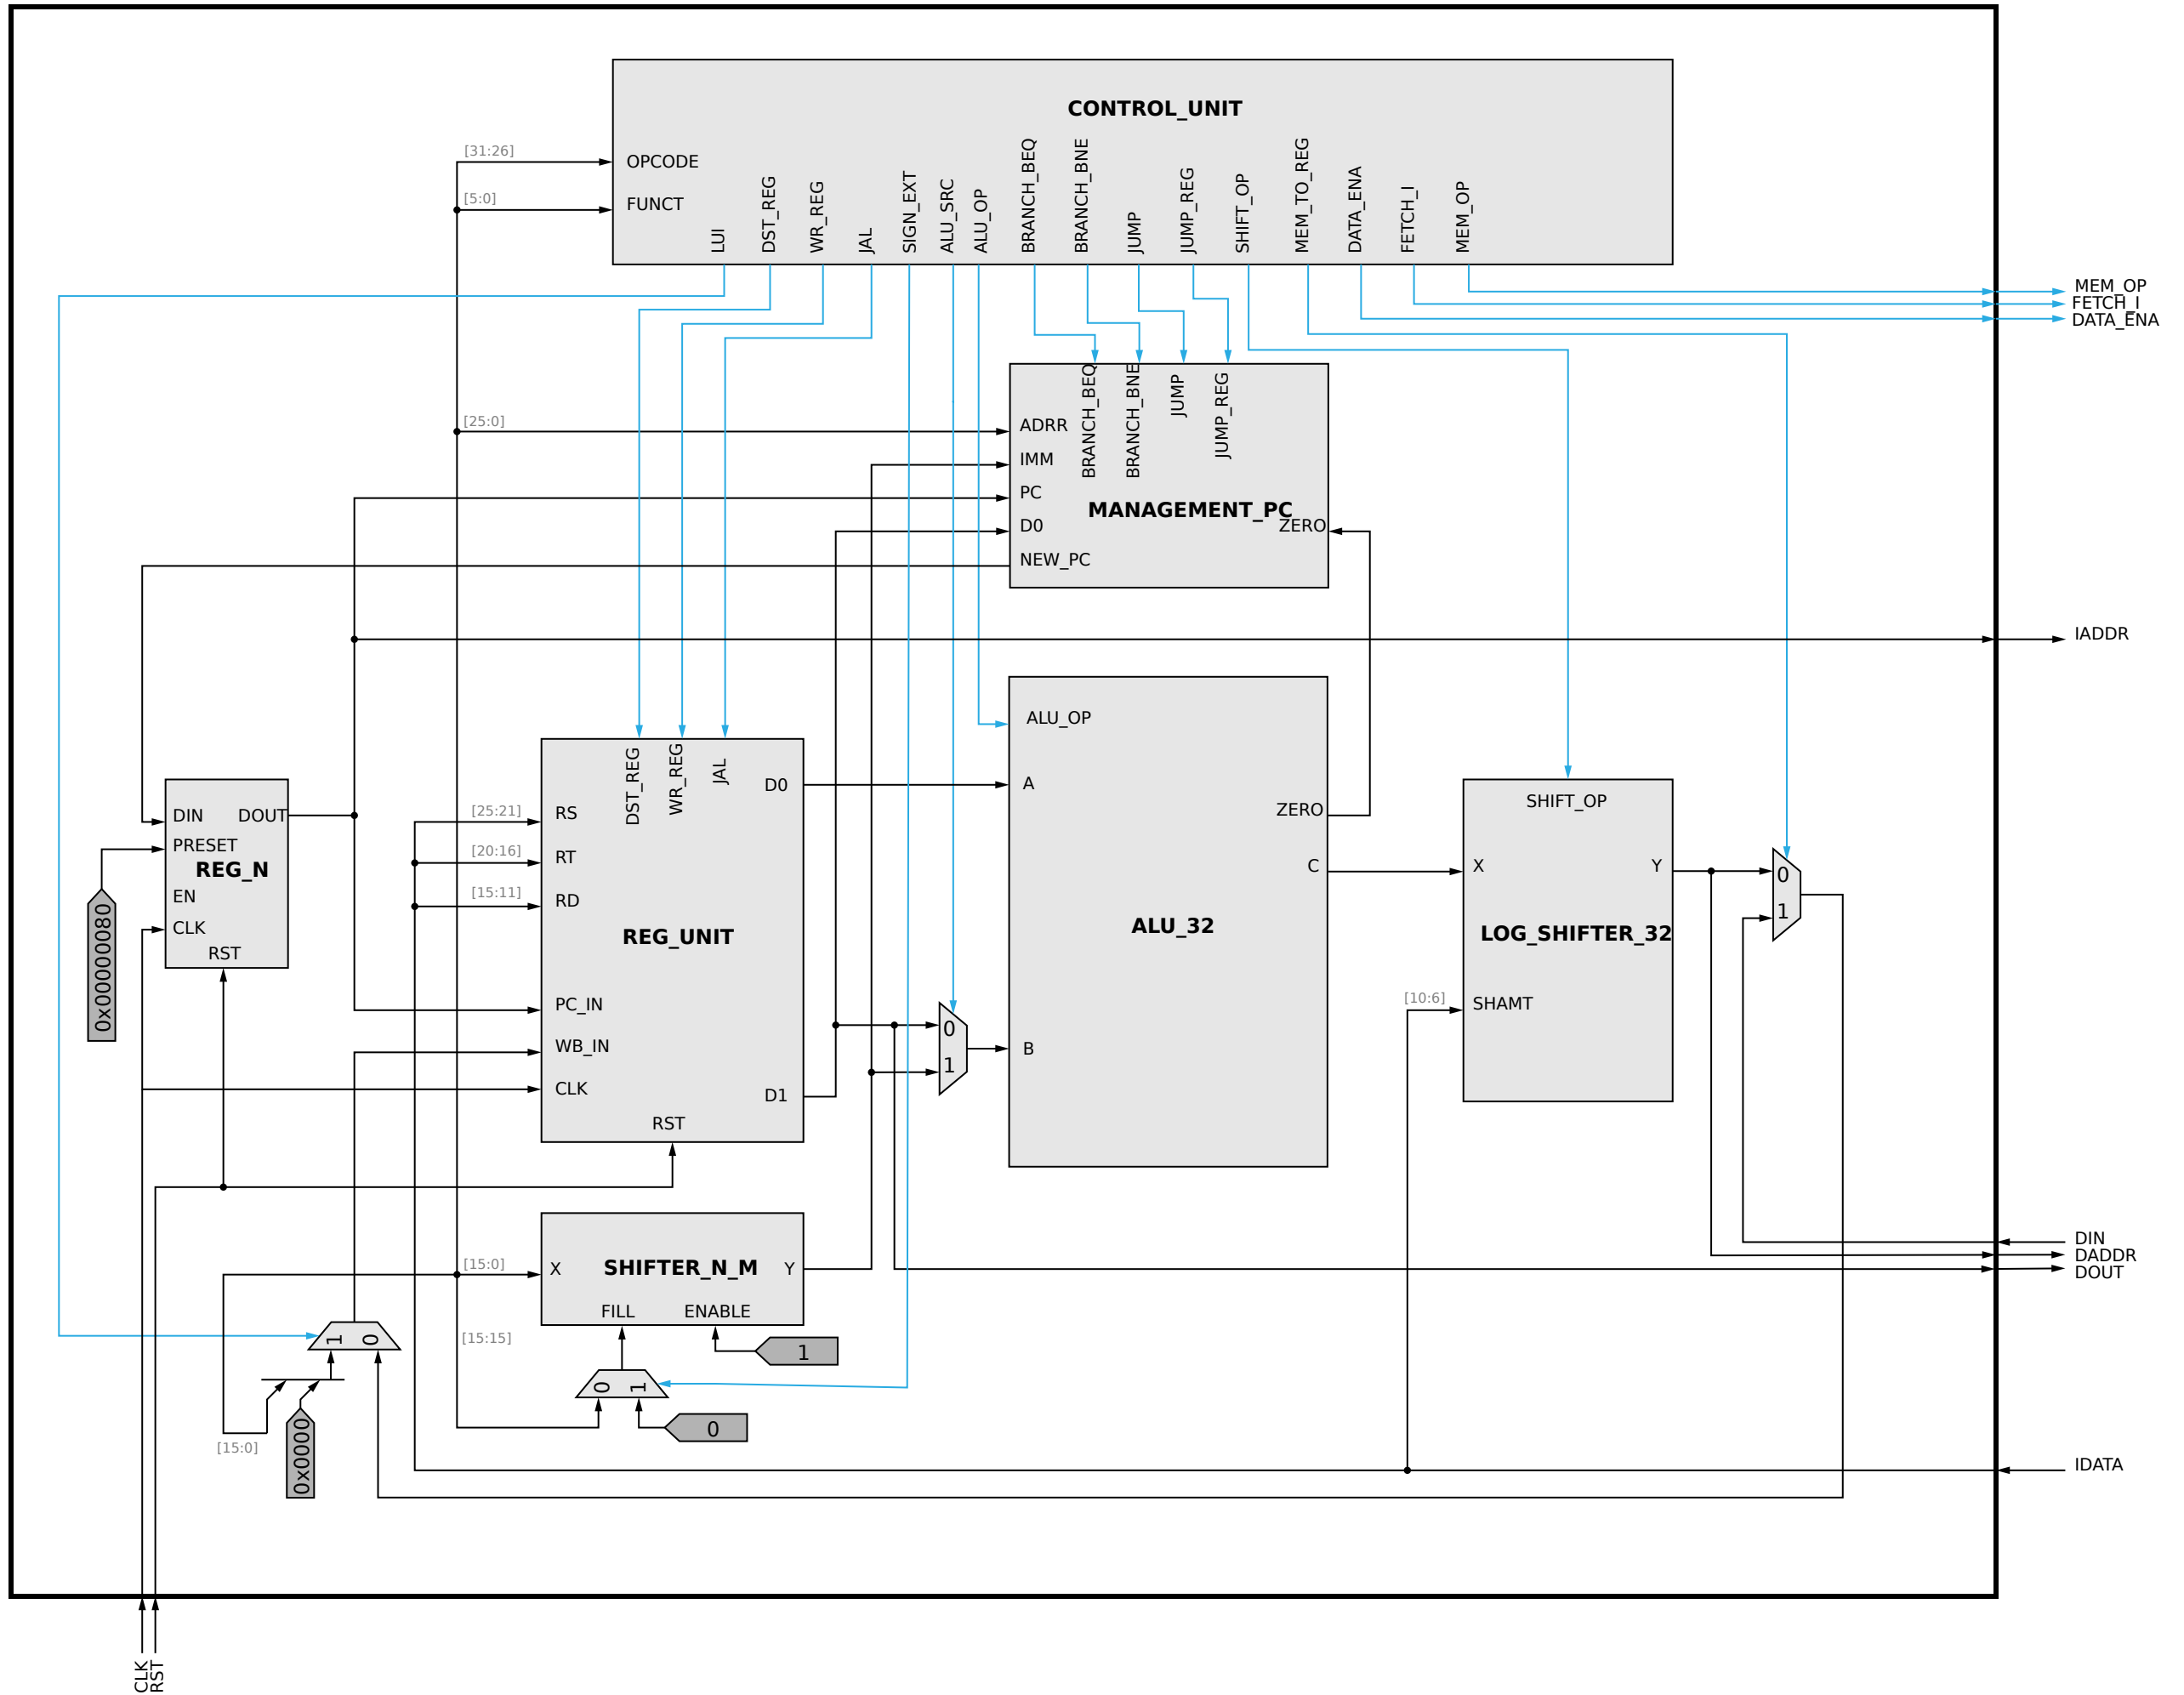 CONTROL_UNIT
[31:26]
OPCODE
[5:0]
FUNCT
LUI
DST_REG
WR_REG
JAL
SIGN_EXT
ALU_SRC
ALU_OP
BRANCH_BEQ
BRANCH_BNE
JUMP
JUMP_REG
SHIFT_OP
MEM_TO_REG
DATA_ENA
FETCH_I
MEM_OP
MEM_OP
FETCH_I
DATA_ENA
BRANCH_BEQ
BRANCH_BNE
JUMP
JUMP_REG
[25:0]
ADRR
IMM
PC
MANAGEMENT_PC
D0
ZERO
NEW_PC
IADDR
ALU_OP
A
ZERO
C
ALU_32
B
DST_REG
WR_REG
JAL
D0
[25:21]
RS
[20:16]
RT
[15:11]
RD
REG_UNIT
PC_IN
WB_IN
CLK
D1
RST
DIN
DOUT
PRESET
REG_N
EN
CLK
RST
0x00000080
0
1
SHIFT_OP
X
Y
LOG_SHIFTER_32
[10:6]
SHAMT
0
1
DIN
DADDR
DOUT
[15:0]
X
SHIFTER_N_M
Y
FILL
ENABLE
[15:15]
1
0
1
0
1
0
[15:0]
0x0000
IDATA
CLK
RST